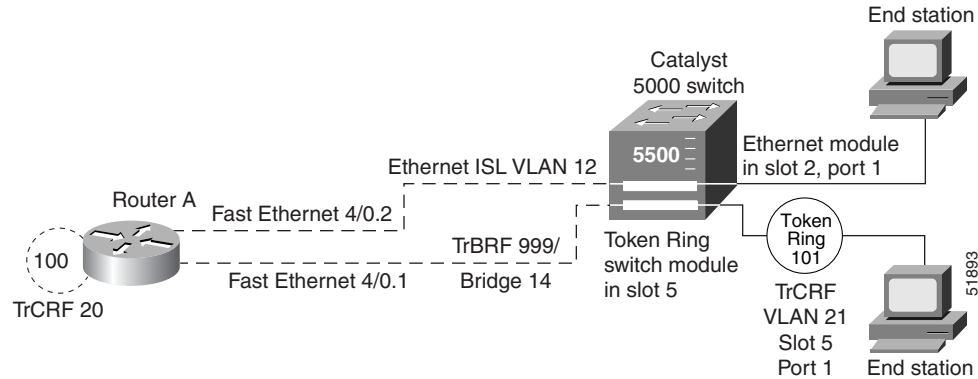 End station
Catalyst
5000 switch
5500
Ethernet module
in slot 2, port 1
Ethernet ISL VLAN 12
Router A
Fast Ethernet 4/0.2
100
TrCRF 20
Fast Ethernet 4/0.1
TrBRF 999/
Bridge 14
Token Ring
switch module
in slot 5
Token
Ring
101
TrCRF
VLAN 21
Slot 5
Port 1
End station
51893